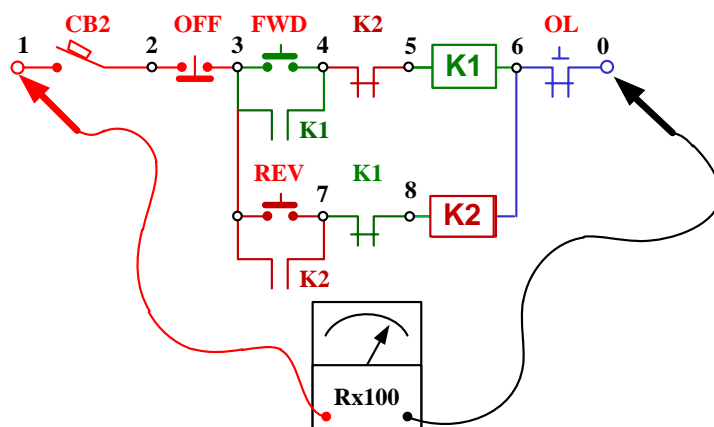 CB2 OFF FWD K2 OL
1 2 3 4 5 6 0
K1
K1
REV K1
7 8
K2
K2
Rx100